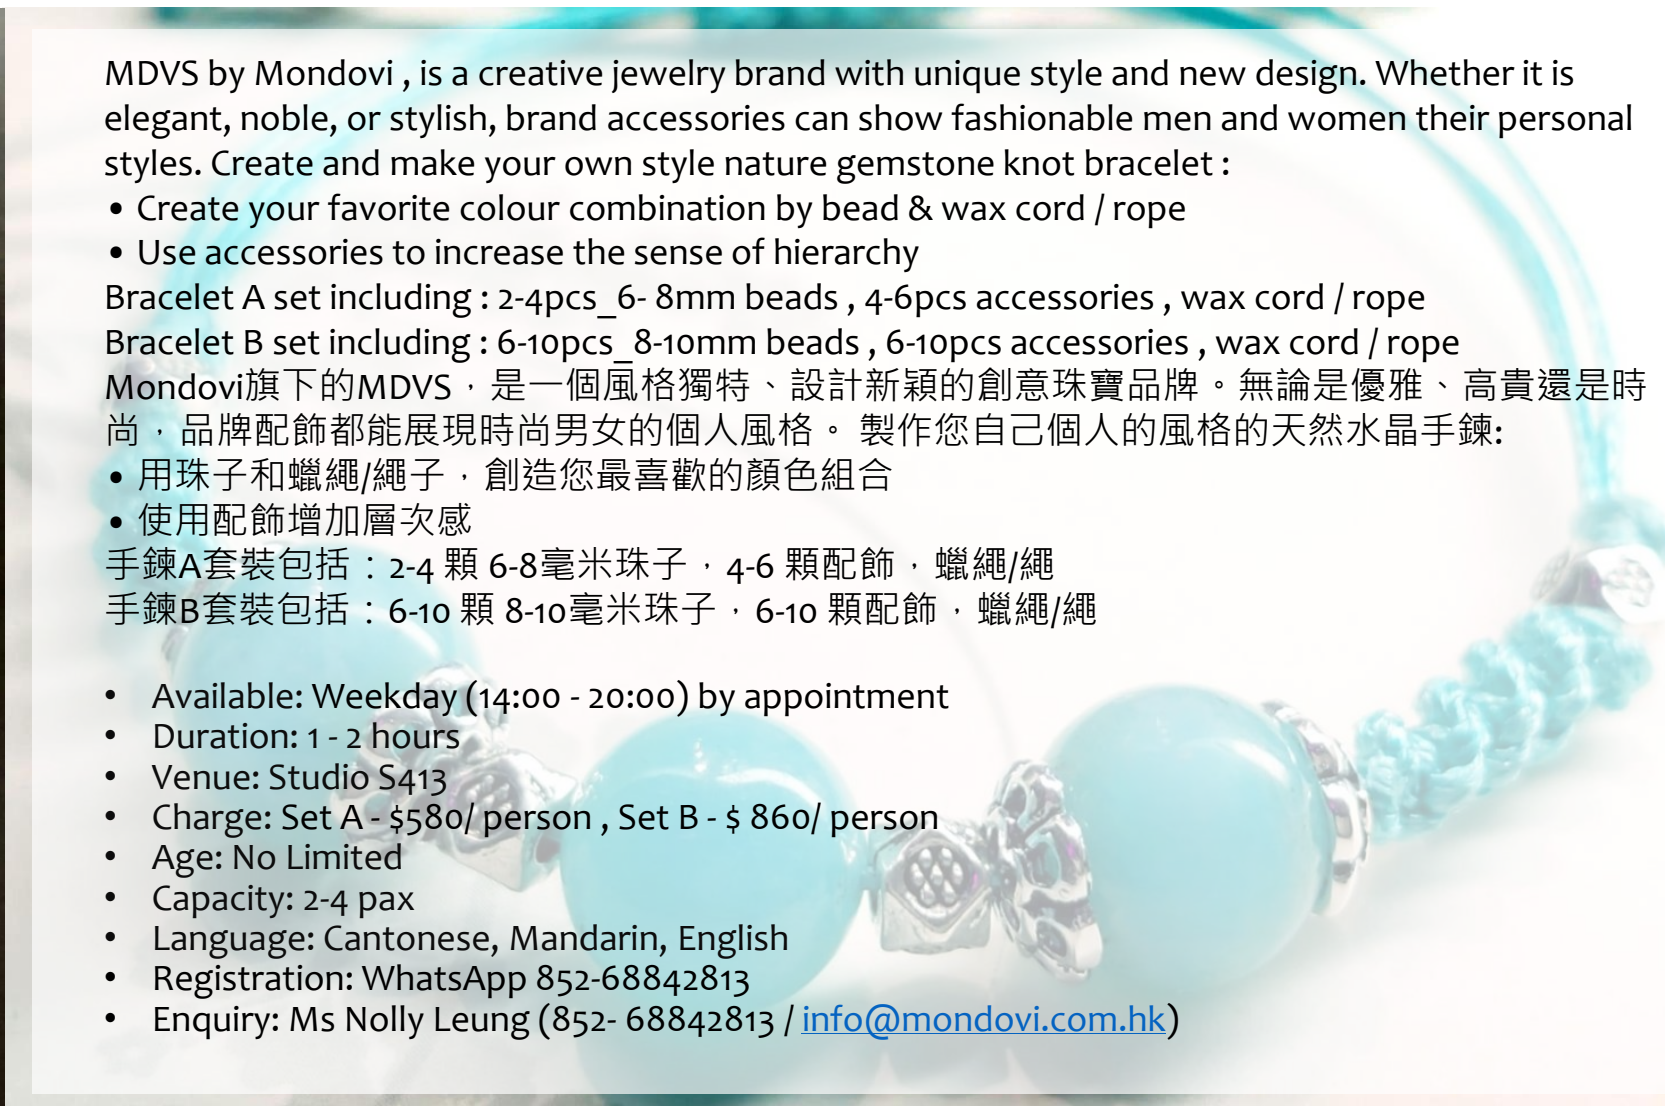 MDVS by Mondovi , is a creative jewelry brand with unique style and new design. Whether it is
elegant, noble, or stylish, brand accessories can show fashionable men and women their personal
styles. Create and make your own style nature gemstone knot bracelet :
• Create your favorite colour combination by bead & wax cord / rope
• Use accessories to increase the sense of hierarchy
Bracelet A set including : 2-4pcs_6- 8mm beads , 4-6pcs accessories , wax cord / rope
Bracelet B set including : 6-10pcs_8-10mm beads , 6-10pcs accessories , wax cord / rope
Mondovi旗下的MDVS，是一個風格獨特、設計新穎的創意珠寶品牌。無論是優雅、高貴還是時
尚，品牌配飾都能展現時尚男女的個人風格。 製作您自己個人的風格的天然水晶手鍊:
• 用珠子和蠟繩/繩子，創造您最喜歡的顏色組合
• 使用配飾增加層次感
手鍊A套裝包括：2-4 顆 6-8毫米珠子，4-6 顆配飾，蠟繩/繩
手鍊B套裝包括：6-10 顆 8-10毫米珠子，6-10 顆配飾，蠟繩/繩
• Available: Weekday (14:00 - 20:00) by appointment
• Duration: 1 - 2 hours
• Venue: Studio S413
• Charge: Set A - $580/ person , Set B - $ 860/ person
• Age: No Limited
• Capacity: 2-4 pax
• Language: Cantonese, Mandarin, English
• Registration: WhatsApp 852-68842813
• Enquiry: Ms Nolly Leung (852- 68842813 / info@mondovi.com.hk)